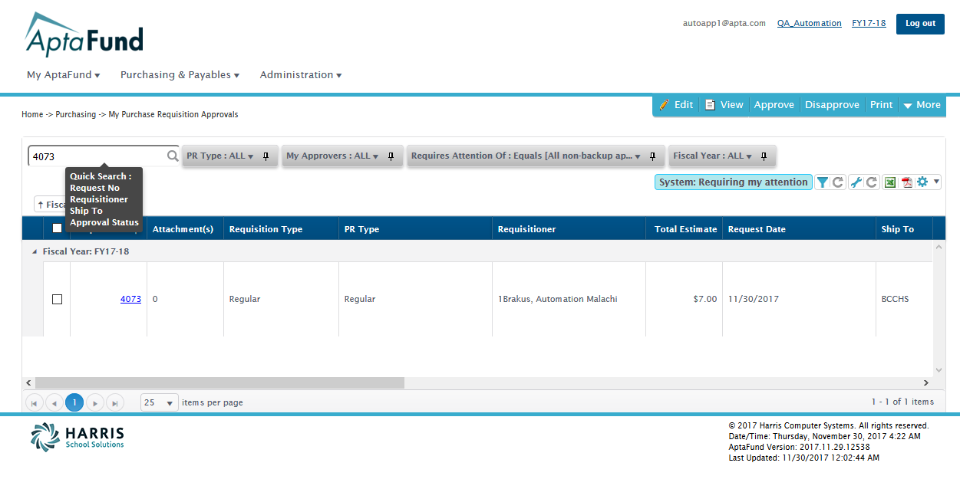 AptaFund
autoapp1@apta.com QA_Automation FY17-18 Log out
My AptaFund Purchasing & Payables Administration
Edit View Approve Disapprove Print More
Home -> Purchasing -> My Purchase Requisition Approvals
4073 PR Type : ALL My Approvers : ALL Requires Attention Of : Equals [All non-backup ap... Fiscal Year : ALL
Quick Search :
Request No
Requisitioner
Ship To
Approval Status
System: Requiring my attention
↑ Fisca
Attachment(s) Requisition Type PR Type Requisitioner Total Estimate Request Date Ship To
Fiscal Year: FY17-18
4073 0 Regular Regular 1Brakus, Automation Malachi $7.00 11/30/2017 BCCHS
1 25 items per page 1 - 1 of 1 items
HARRIS
School Solutions
© 2017 Harris Computer Systems. All rights reserved.
Date/Time: Thursday, November 30, 2017 4:22 AM
AptaFund Version: 2017.11.29.12538
Last Updated: 11/30/2017 12:02:44 AM